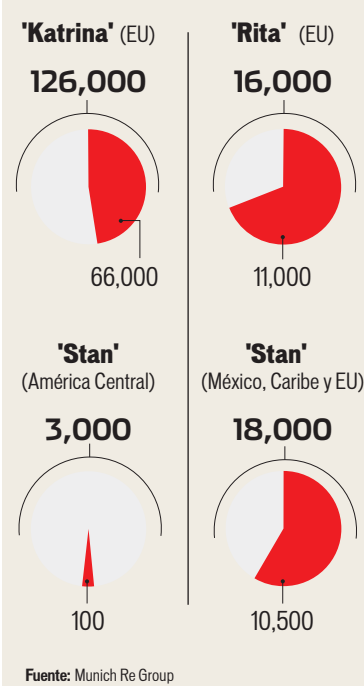 'Katrina' (EU)
126,000
66,000
'Rita' (EU)
16,000
11,000
'Stan'
(América Central)
3,000
100
'Stan'
(México, Caribe y EU)
18,000
10,500
Fuente: Munich Re Group